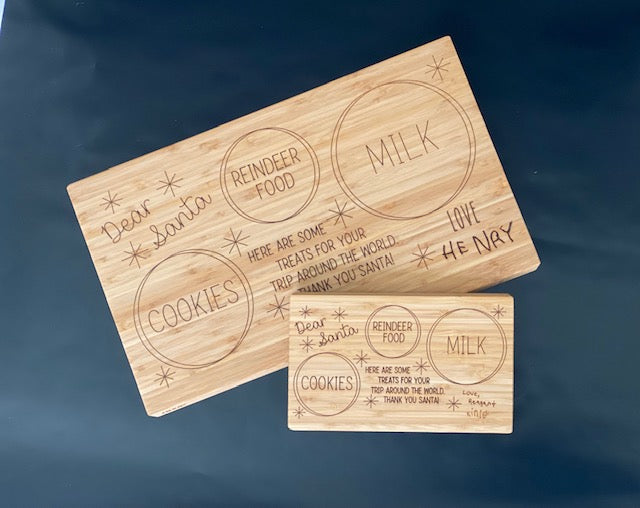 Dear
Santa
REINDEER
FOOD
MILK
COOKIES
HERE ARE SOME
TREATS FOR YOUR
TRIP AROUND THE WORLD.
THANK YOU SANTA!
LOVE
HENRY
Dear
Santa
REINDEER
FOOD
MILK
COOKIES
HERE ARE SOME
TREATS FOR YOUR
TRIP AROUND THE WORLD.
THANK YOU SANTA!
Love,